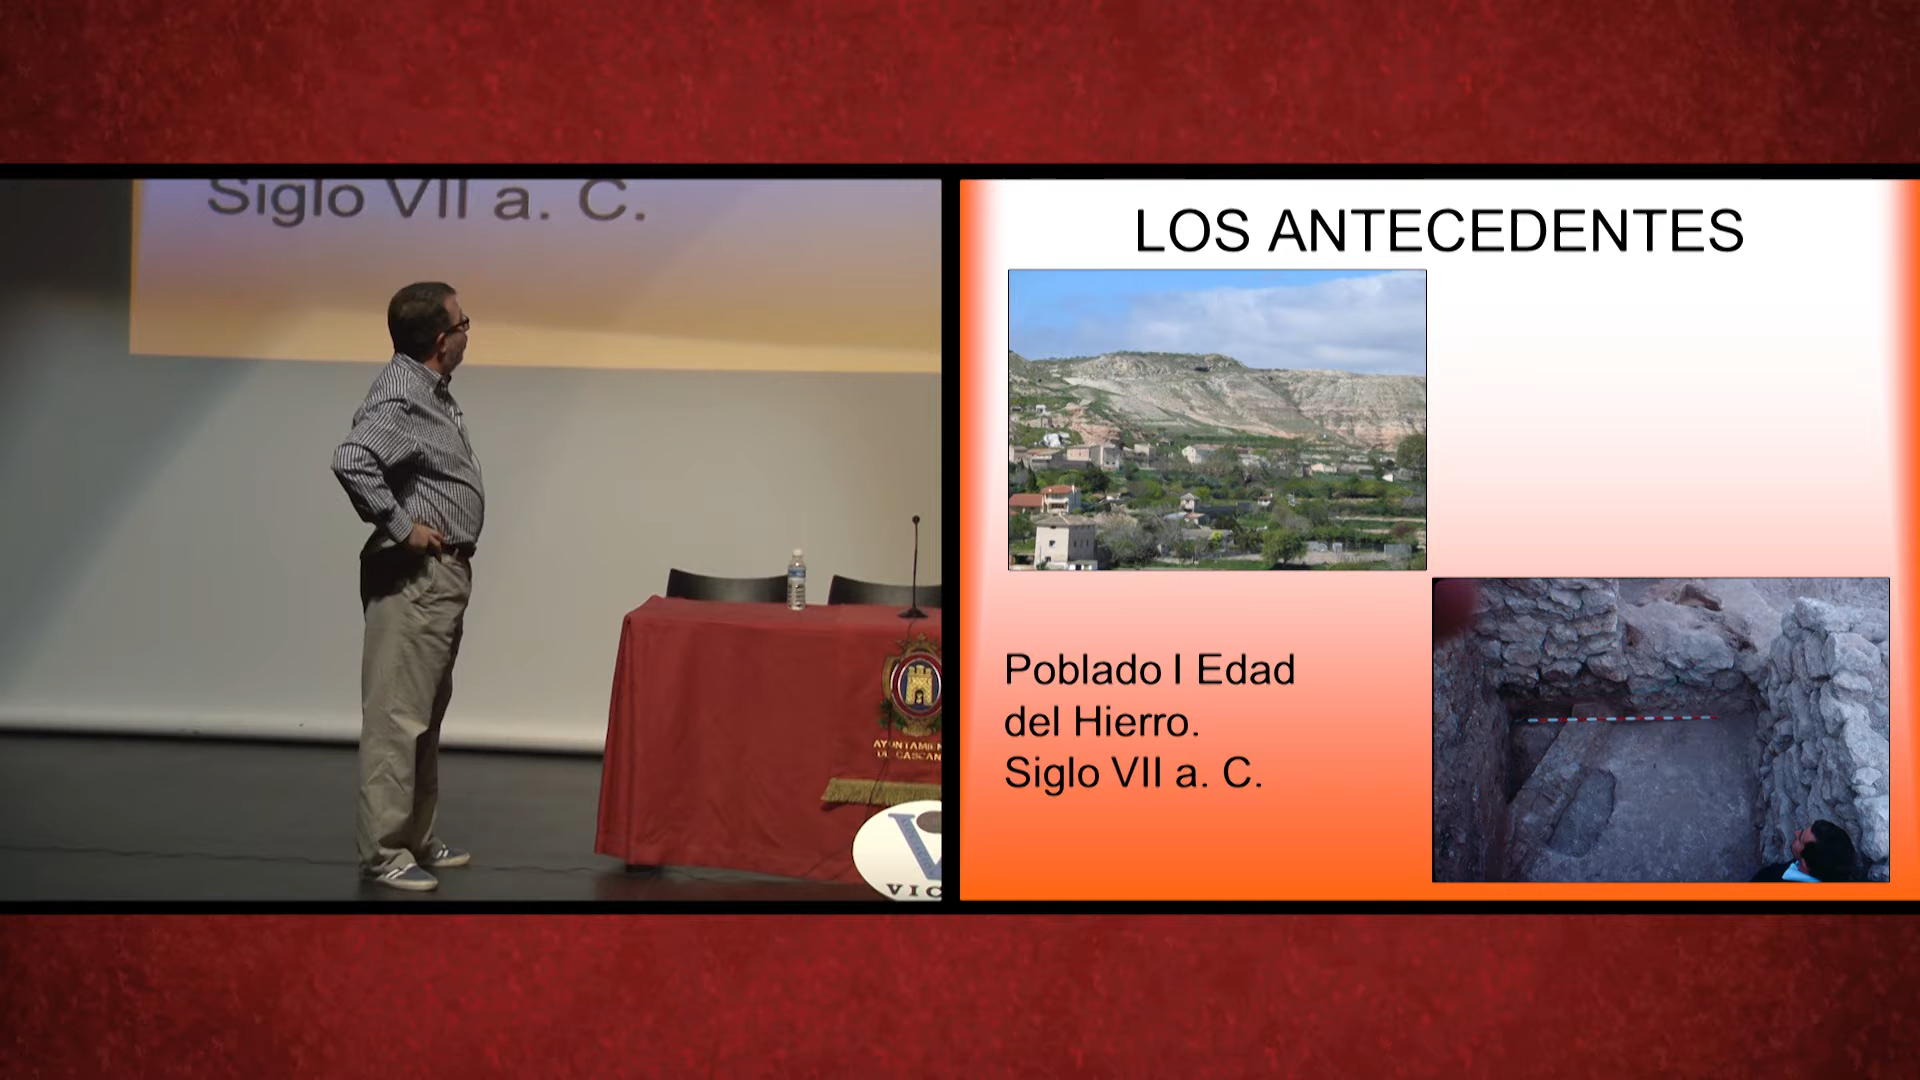 Siglo VII a. C.
LOS ANTECEDENTES
Poblado I Edad
del Hierro.
Siglo VII a. C.